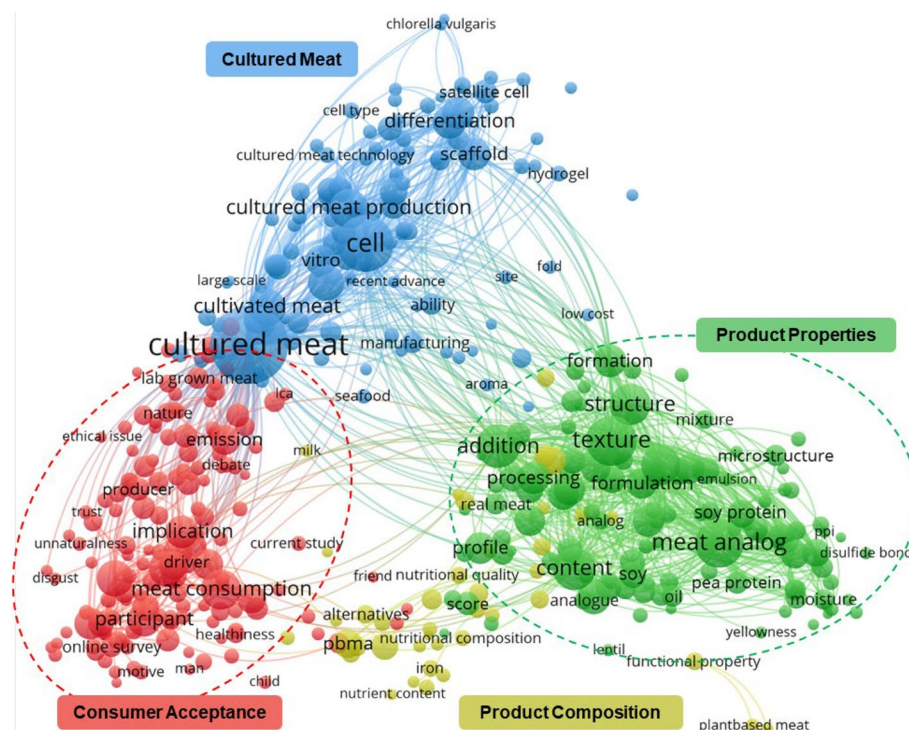 chlorella vulgaris
Cultured Meat
satellite cell
cell type
differentiation
cultured meat technology
scaffold
hydrogel
cultured meat production
cell
vitro
fold
large scale
recent advance
site
cultivated meat
ability
low cost
cultured meat
manufacturing
Product Properties
formation
lab grown meat
aroma
lca
seafood
structure
nature
mixture
ethical issue
emission
addition
texture
milk
debate
microstructure
producer
processing
formulation
emulsion
real meat
trust
analog
soy protein
implication
ppi
unnaturalness
current study
profile
meat analog
disulfide bond
driver
disgust
friend
nutritional quality
content
soy
meat consumption
pea protein
oil
score
analogue
moisture
alternatives
participant
healthiness
yellowness
online survey
pbma
nutritional composition
lentil
functional property
motive
man
iron
child
nutrient content
Consumer Acceptance
Product Composition
plantbased meat